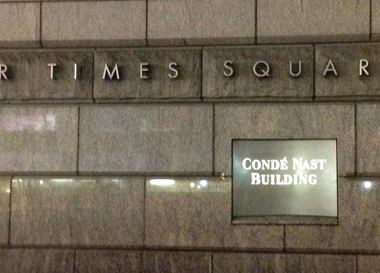 R TIMES SQUAR
CONDÉ NAST
BUILDING